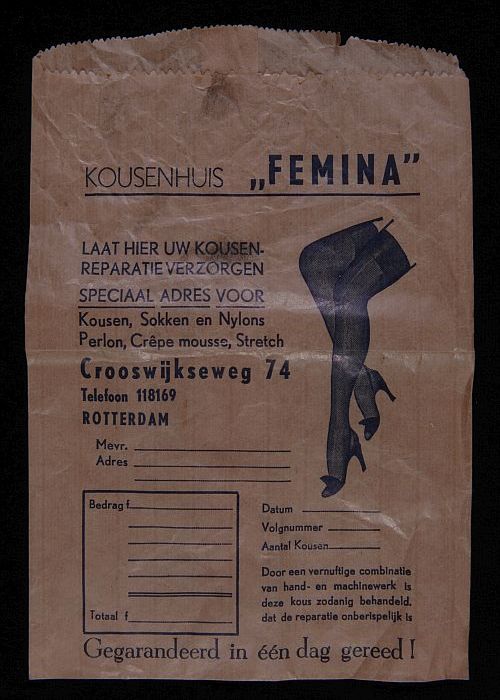 KOUSENHUIS „FEMINA”
LAAT HIER UW KOUSEN-
REPARATIE VERZORGEN
SPECIAAL ADRES VOOR
Kousen, Sokken en Nylons
Perlon, Crêpe mousse, Stretch
Crooswijkseweg 74
Telefoon 118169
ROTTERDAM
Mevr.
Adres
Bedrag f.
Totaal f
Datum
Volgnummer
Aantal Kousen
Door een vernuftige combinatie
van hand- en machinewerk is
deze kous zodanig behandeld,
dat de reparatie onberispelijk is
Gegarandeerd in één dag gereed !